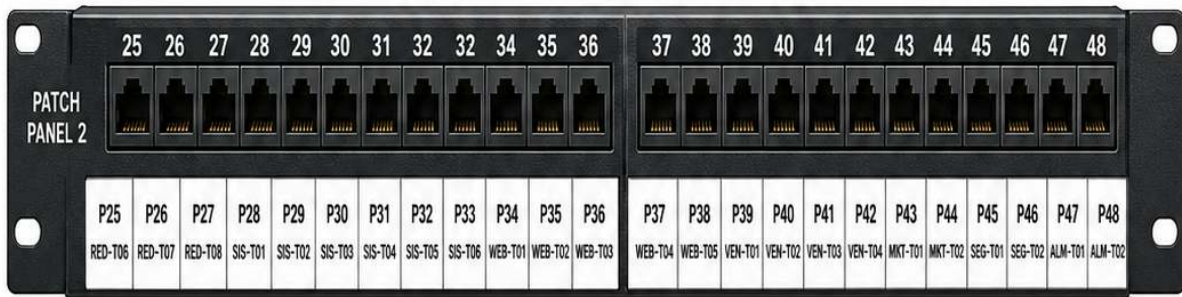 25 26 27 28 29 30 31 32 32 34 35 36 37 38 39 40 41 42 43 44 45 46 47 48
PATCH
PANEL 2
P25 P26 P27 P28 P29 P30 P31 P32 P33 P34 P35 P36 P37 P38 P39 P40 P41 P42 P43 P44 P45 P46 P47 P48
RED-T06 RED-T07 RED-T08 SIS-T01 SIS-T02 SIS-T03 SIS-T04 SIS-T05 SIS-T06 WEB-T01 WEB-T02 WEB-T03 WEB-T04 WEB-T05 VEN-T01 VEN-T02 VEN-T03 VEN-T04 MKT-T01 MKT-T02 SEG-T01 SEG-T02 ALM-T01 ALM-T02